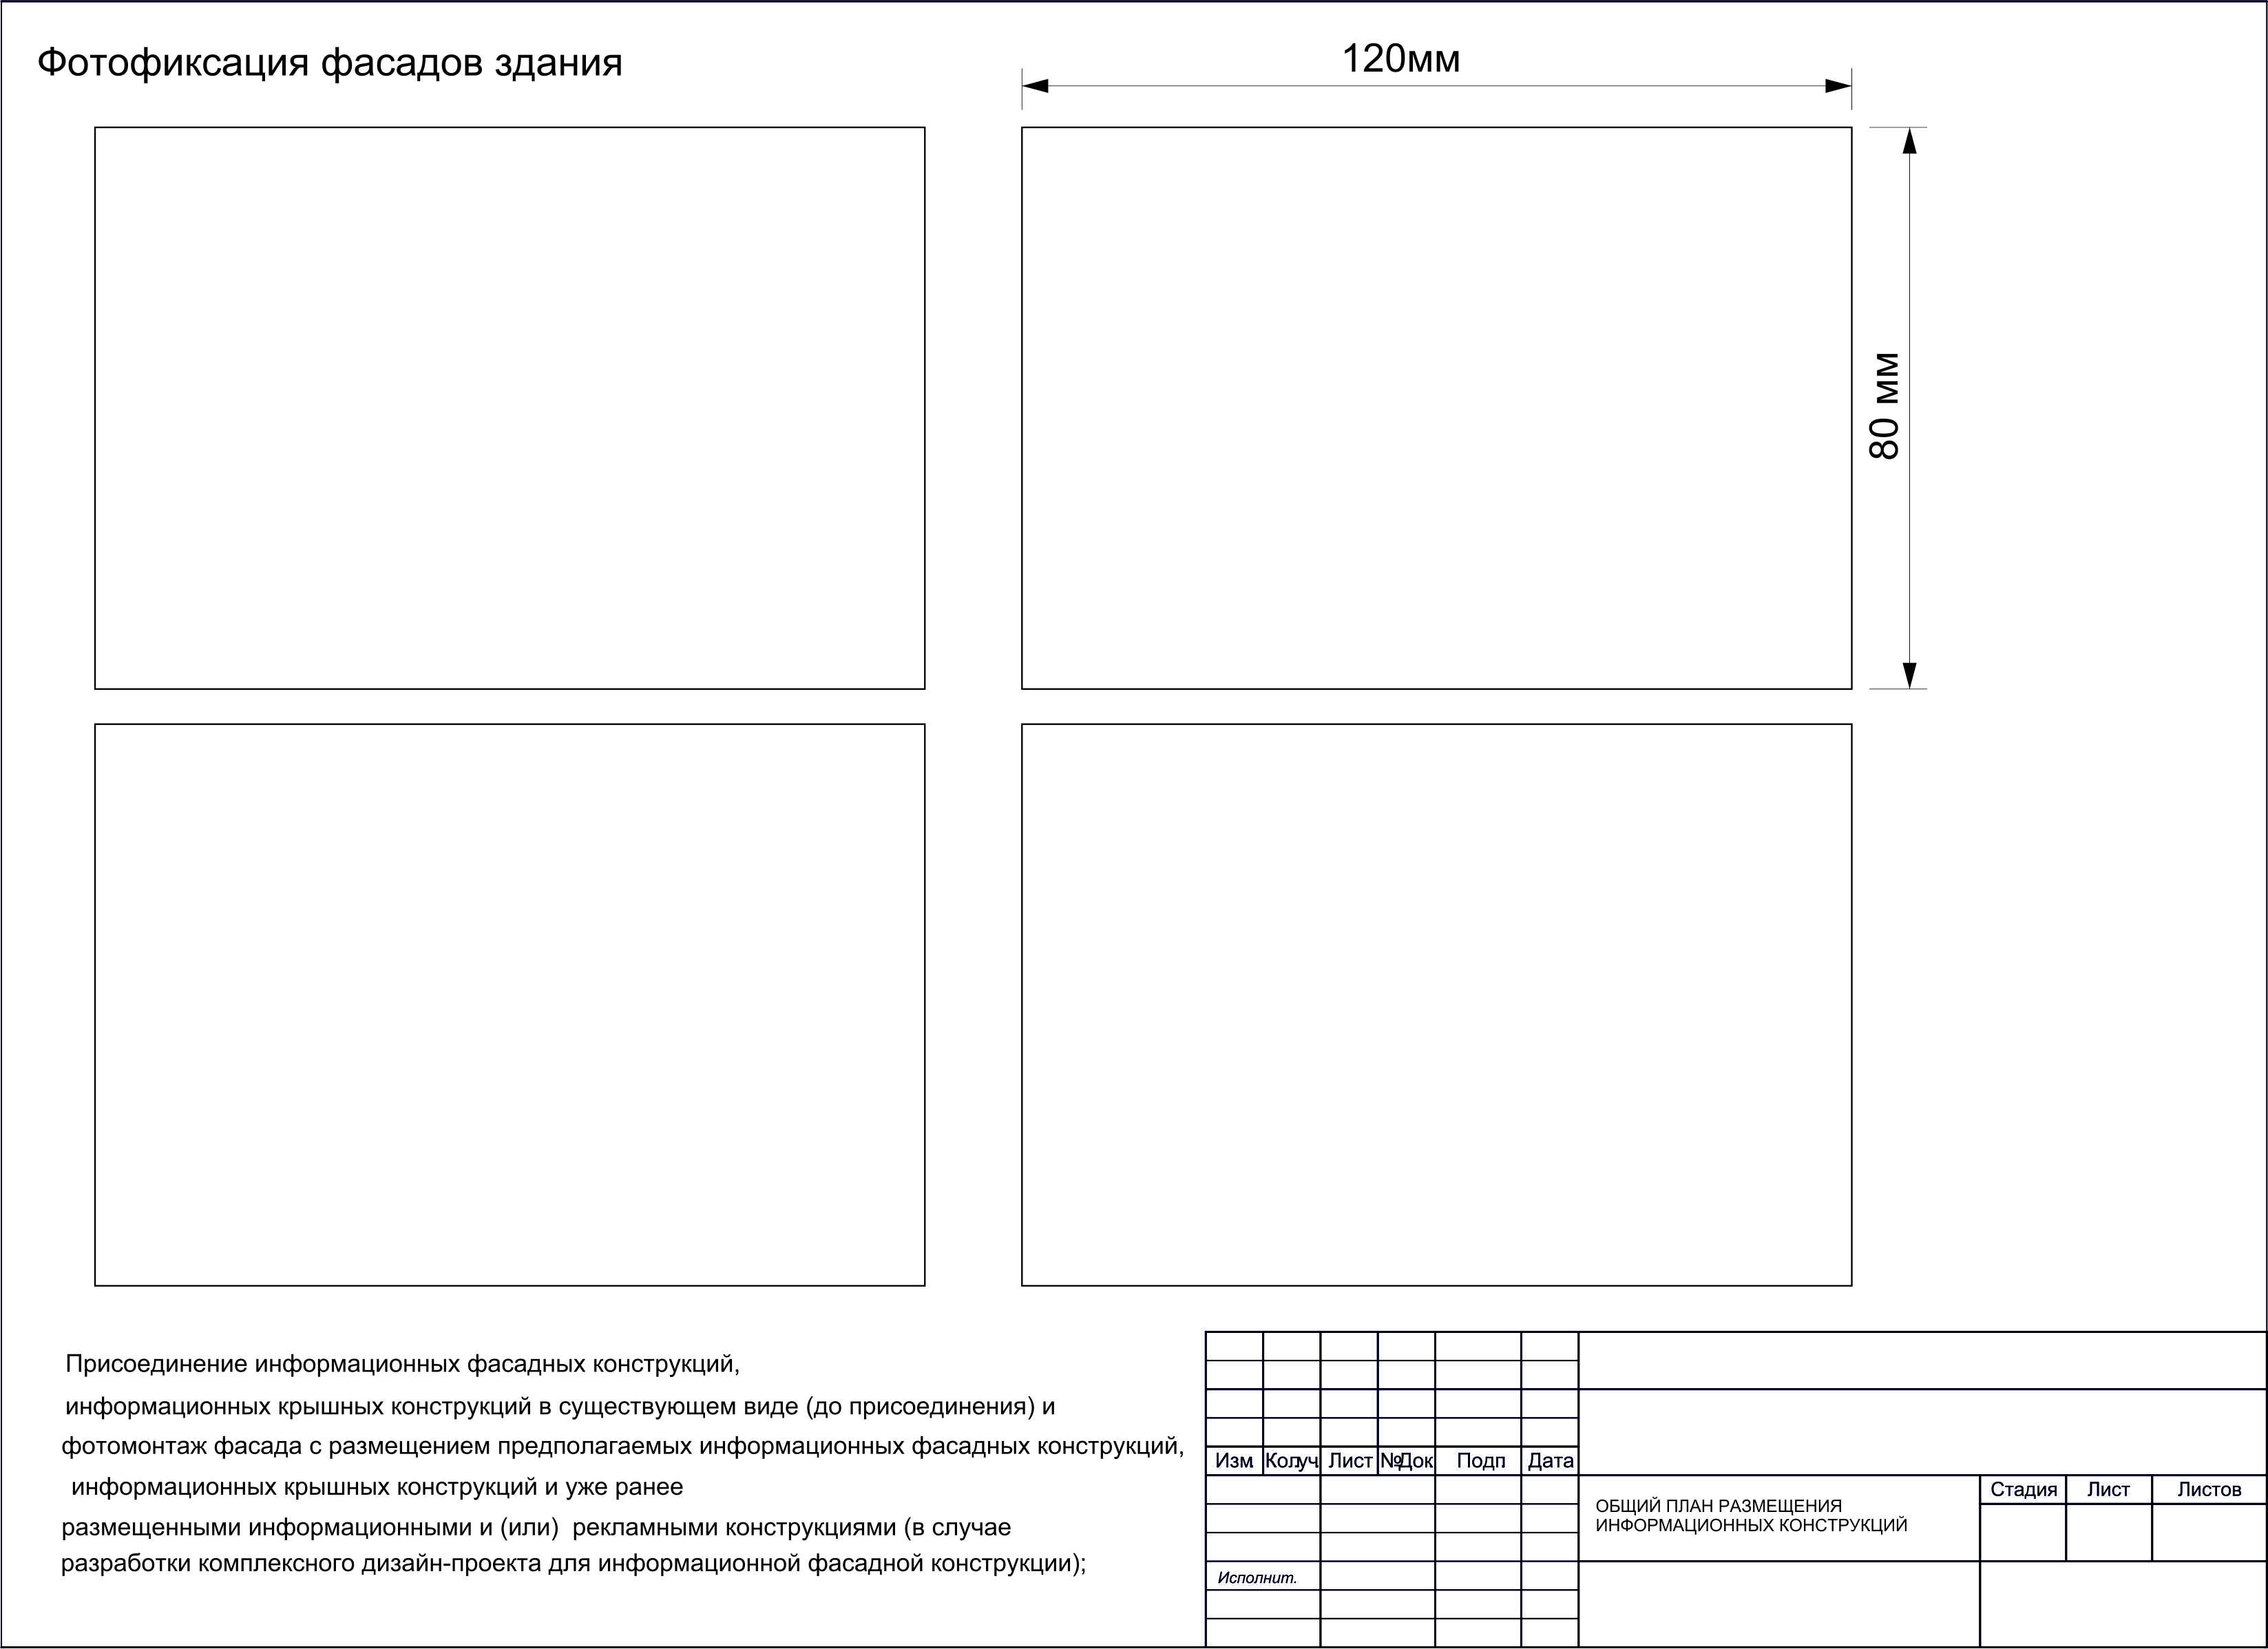 Фотофиксация фасадов здания
120мм
80 мм
Присоединение информационных фасадных конструкций,
информационных крышных конструкций в существующем виде (до присоединения) и
фотомонтаж фасада с размещением предполагаемых информационных фасадных конструкций,
информационных крышных конструкций и уже ранее
размещенными информационными и (или) рекламными конструкциями (в случае
разработки комплексного дизайн-проекта для информационной фасадной конструкции);
Изм. Кол.уч. Лист №Док. Подп. Дата
ОБЩИЙ ПЛАН РАЗМЕЩЕНИЯ
ИНФОРМАЦИОННЫХ КОНСТРУКЦИЙ
Стадия Лист Листов
Исполнит.